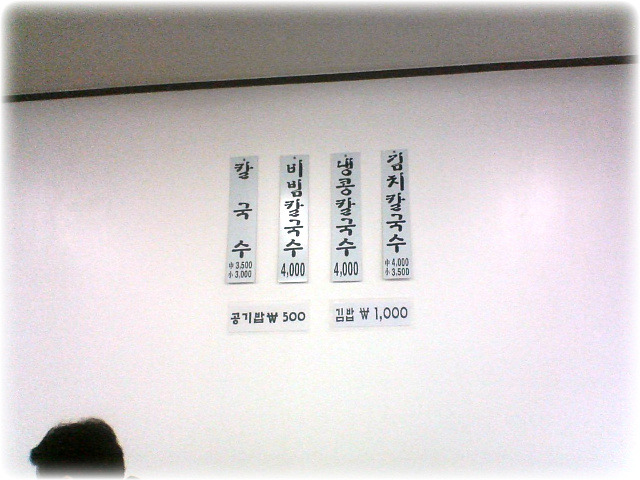 칼국수
中 3,500
小 3,000
비빔칼국수
4,000
냉콩칼국수
4,000
김치칼국수
中 4,000
小 3,500
공기밥 ₩ 500
김밥 ₩ 1,000